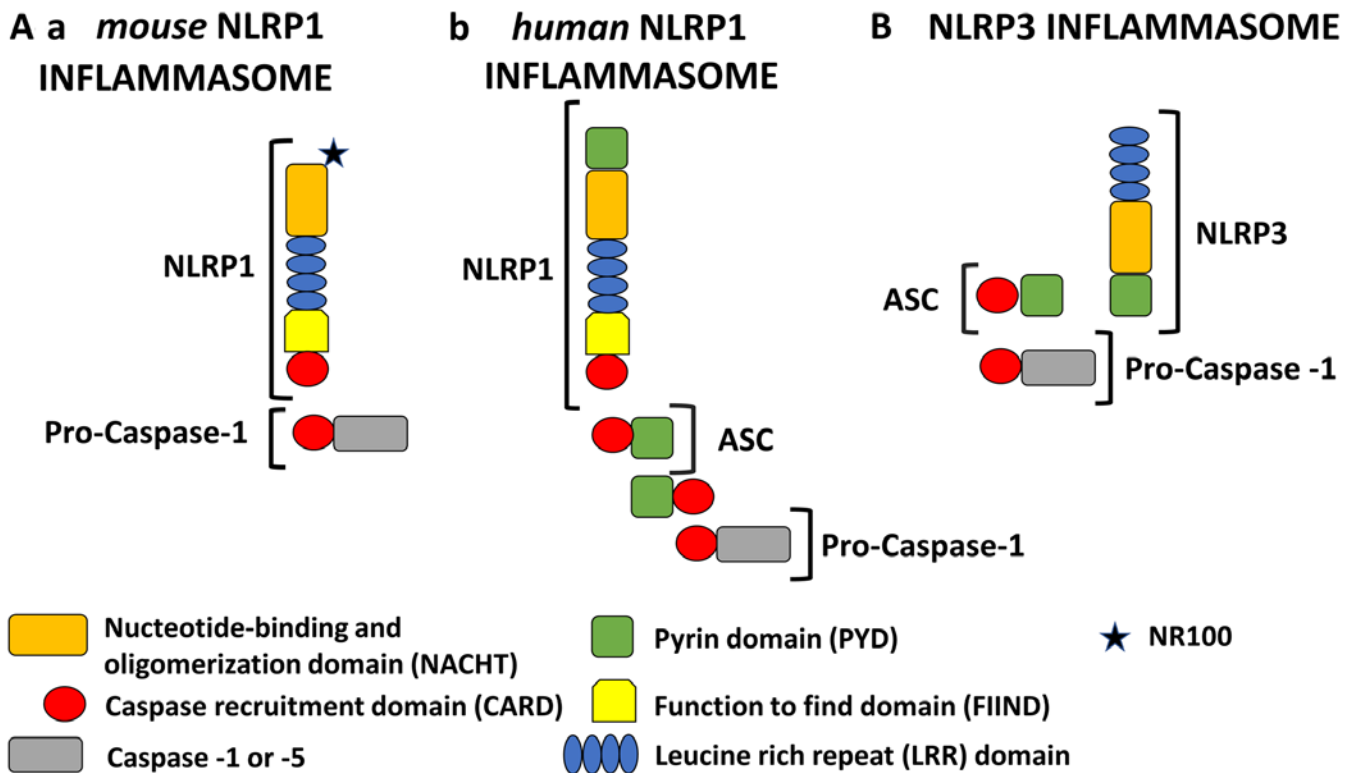 A a mouse NLRP1
INFLAMMASOME
b human NLRP1
INFLAMMASOME
B NLRP3 INFLAMMASOME
NLRP1
Pro-Caspase-1
NLRP1
ASC
Pro-Caspase-1
NLRP3
ASC
Pro-Caspase -1
Nucteotide-binding and
oligomerization domain (NACHT)
Caspase recruitment domain (CARD)
Caspase -1 or -5
Pyrin domain (PYD)
Function to find domain (FIIND)
Leucine rich repeat (LRR) domain
NR100